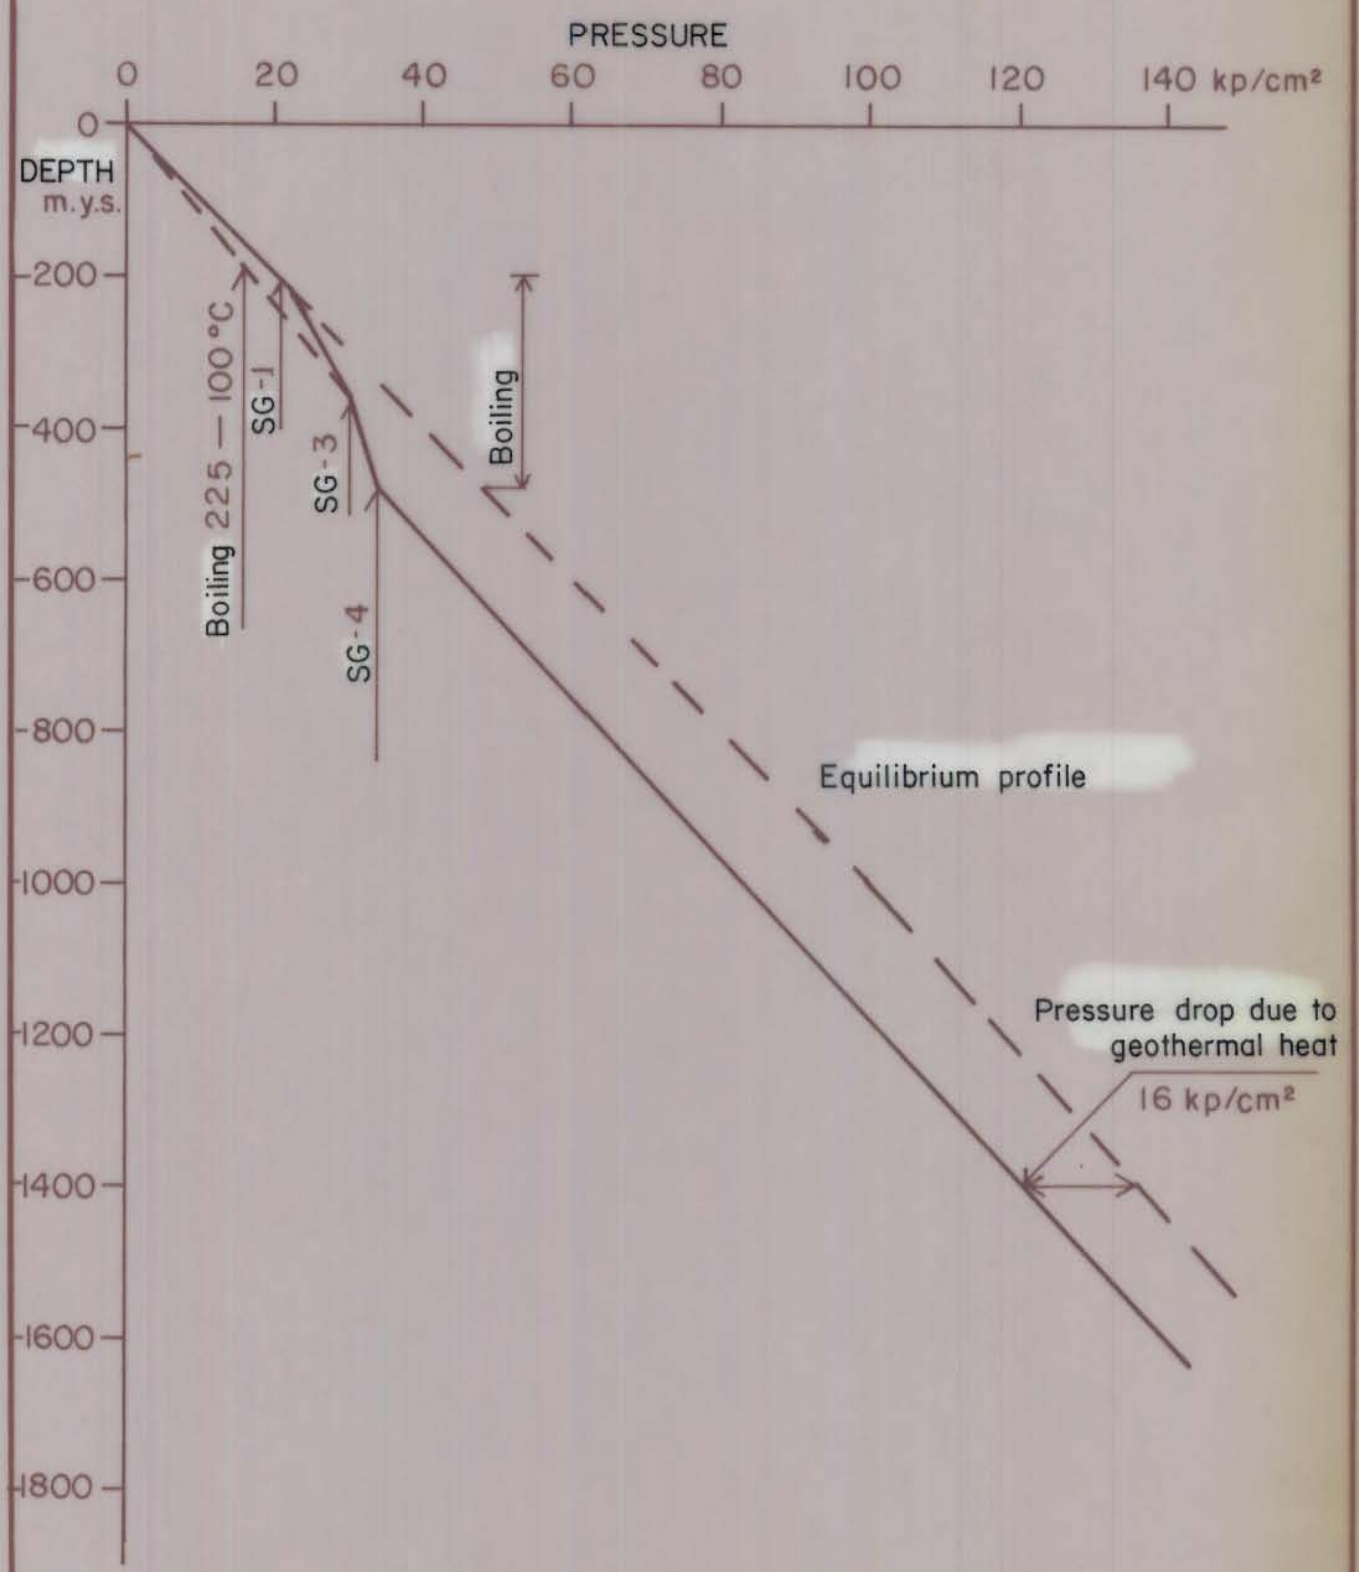 PRESSURE
0 20 40 60 80 100 120 140 kp/cm²
0
DEPTH
m.y.s.
-200
-400
-600
-800
-1000
-1200
-1400
-1600
-1800
Boiling 225 — 100°C
SG-1
SG-3
SG-4
Boiling
Equilibrium profile
Pressure drop due to
geothermal heat
16 kp/cm²